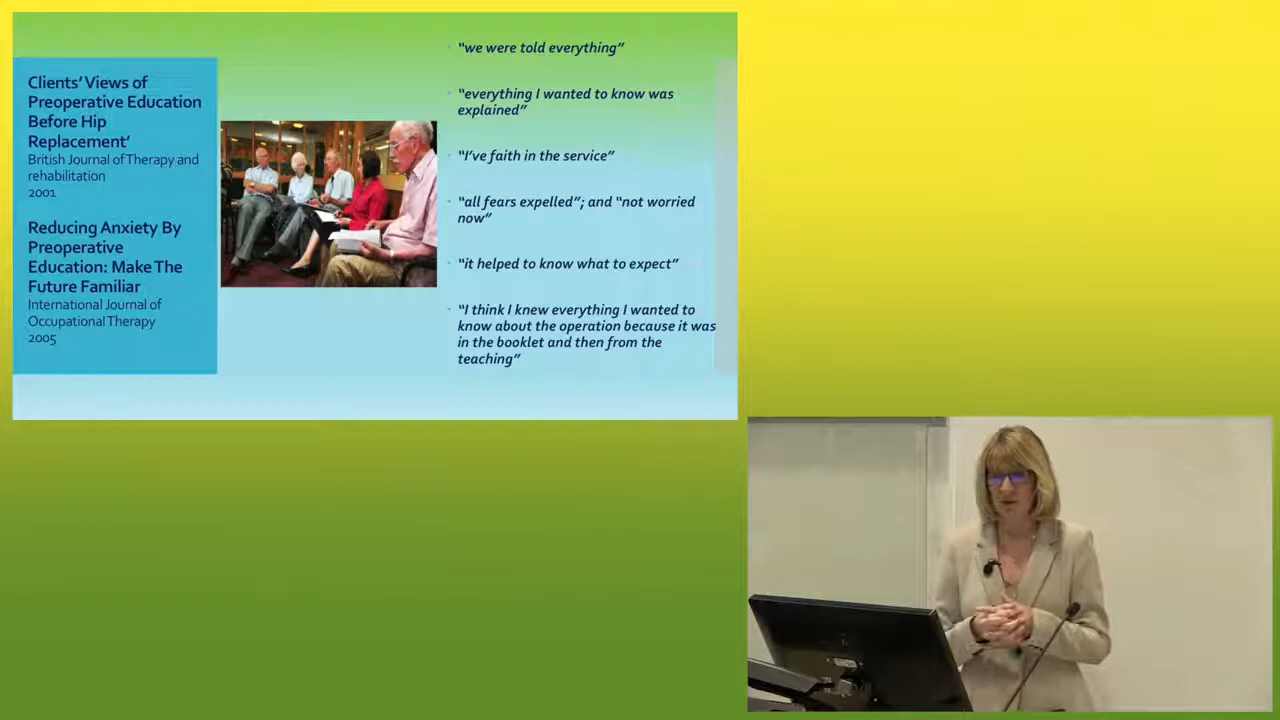 Clients' Views of
Preoperative Education
Before Hip
Replacement'
British Journal of Therapy and
rehabilitation
2001
Reducing Anxiety By
Preoperative
Education: Make The
Future Familiar
International Journal of
Occupational Therapy
2005
"we were told everything"
"everything I wanted to know was
explained"
"I've faith in the service"
"all fears expelled"; and "not worried
now"
"it helped to know what to expect"
"I think I knew everything I wanted to
know about the operation because it was
in the booklet and then from the
teaching"